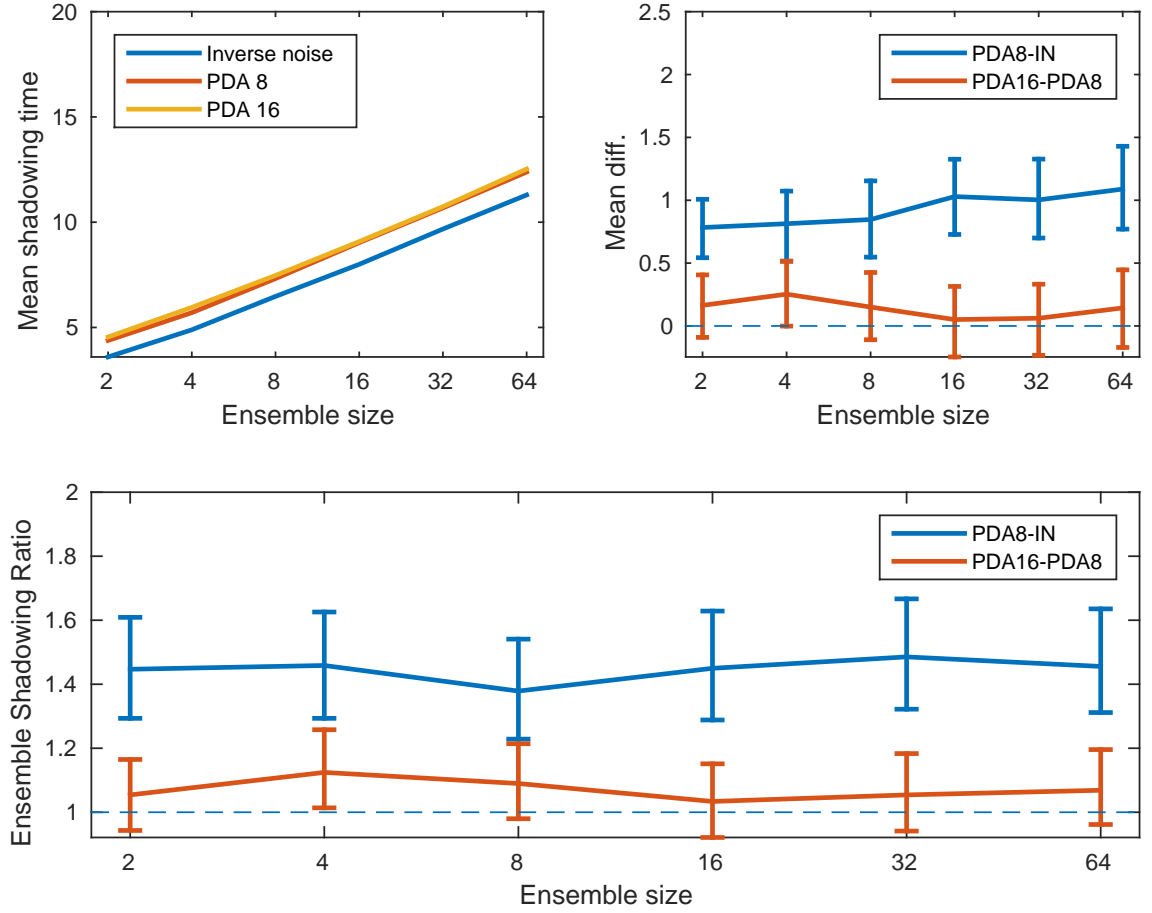 20
15
10
5
Mean shadowing time
Inverse noise
PDA 8
PDA 16
2 4 8 16 32 64
Ensemble size
2.5
2
1.5
1
0.5
0
Mean diff.
PDA8-IN
PDA16-PDA8
2 4 8 16 32 64
Ensemble size
2
1.8
1.6
1.4
1.2
1
Ensemble Shadowing Ratio
PDA8-IN
PDA16-PDA8
2 4 8 16 32 64
Ensemble size